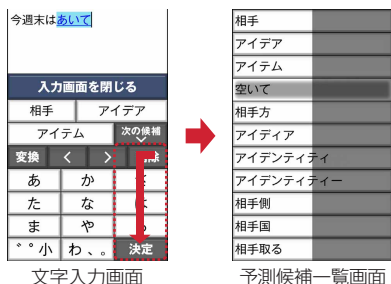 今週末はあいて
入力画面を閉じる
相手 アイデア
アイテム 次の候補
変換 < >
あ か
た な
ま や
゛゜小 わ、。 決定
文字入力画面
相手
アイデア
アイテム
空いて
相手方
アイディア
アイデンティティ
アイデンティティー
相手側
相手国
相手取る
予測候補一覧画面